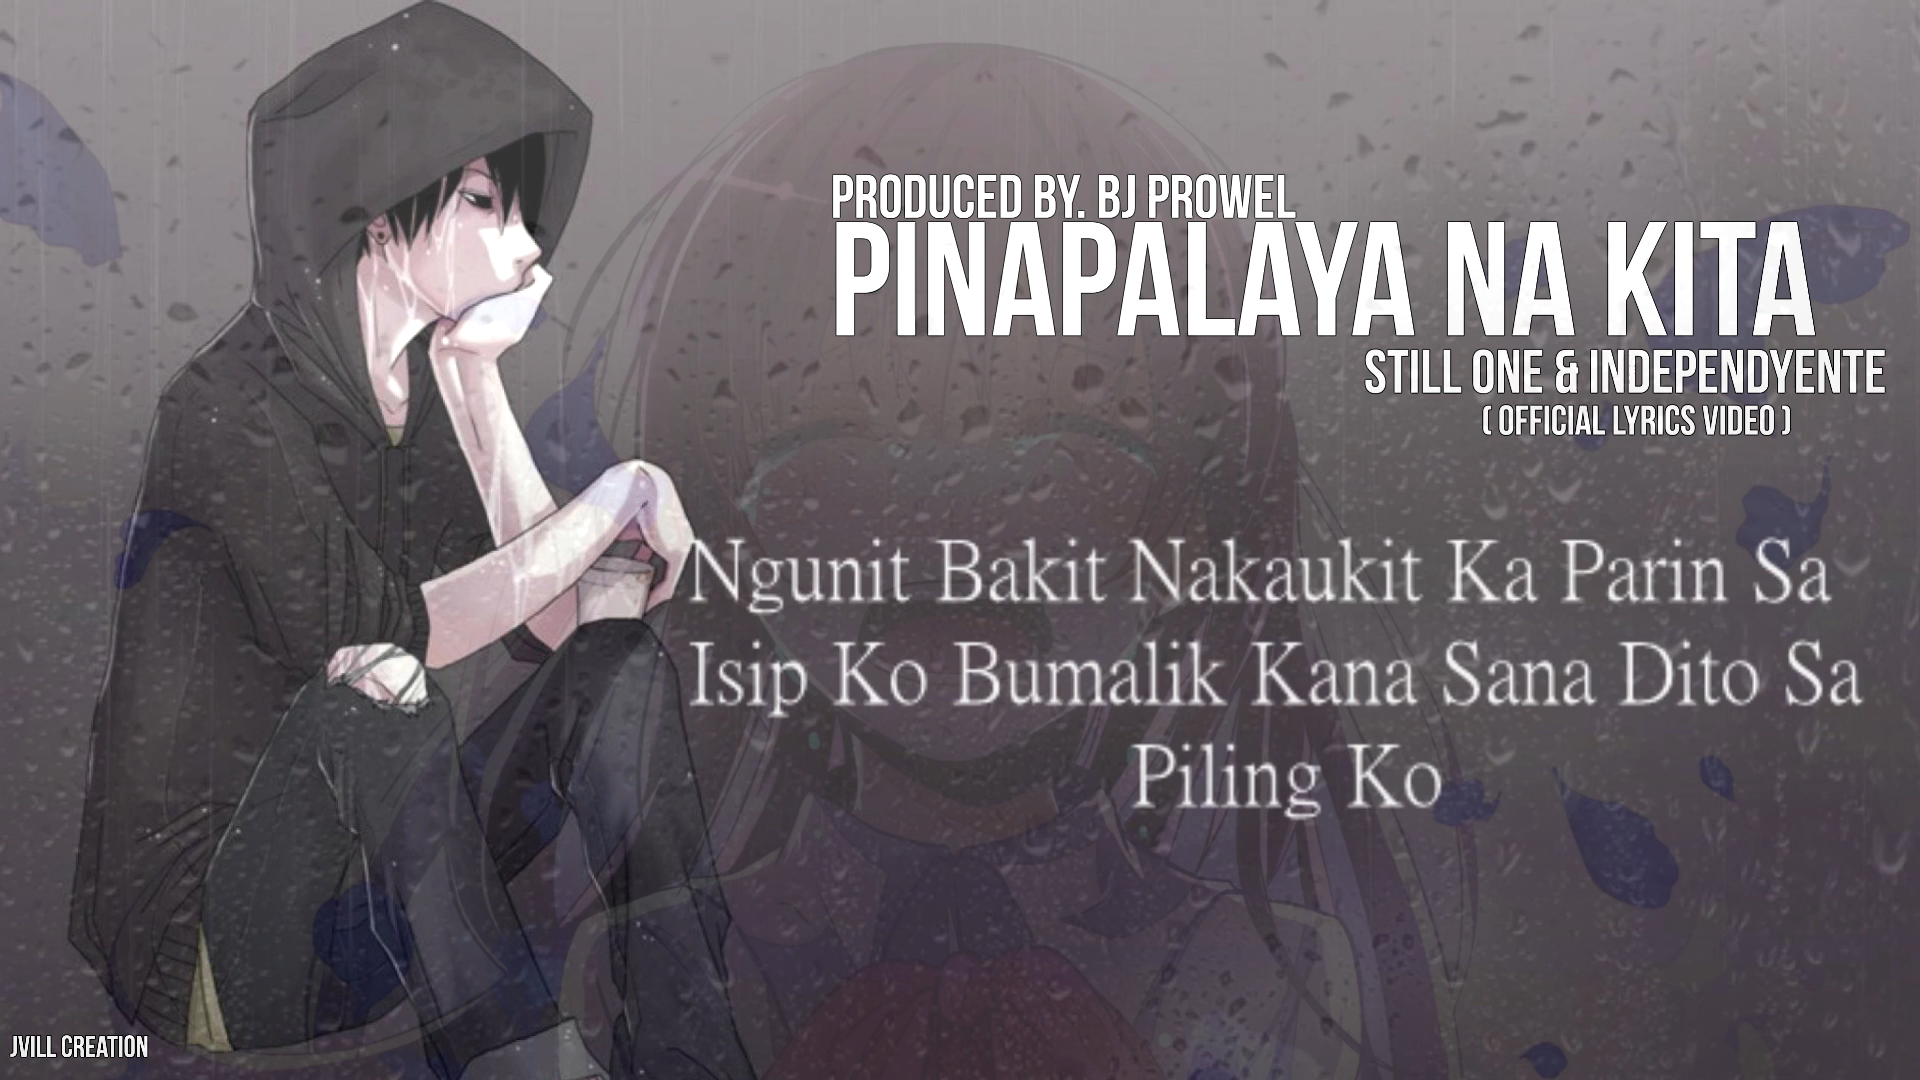 PRODUCED BY. BJ PROWEL
PINAPALAYA NA KITA
STILL ONE & INDEPENDYENTE
( OFFICIAL LYRICS VIDEO )
Ngunit Bakit Nakaukit Ka Parin Sa
Isip Ko Bumalik Kana Sana Dito Sa
Piling Ko
JVILL CREATION